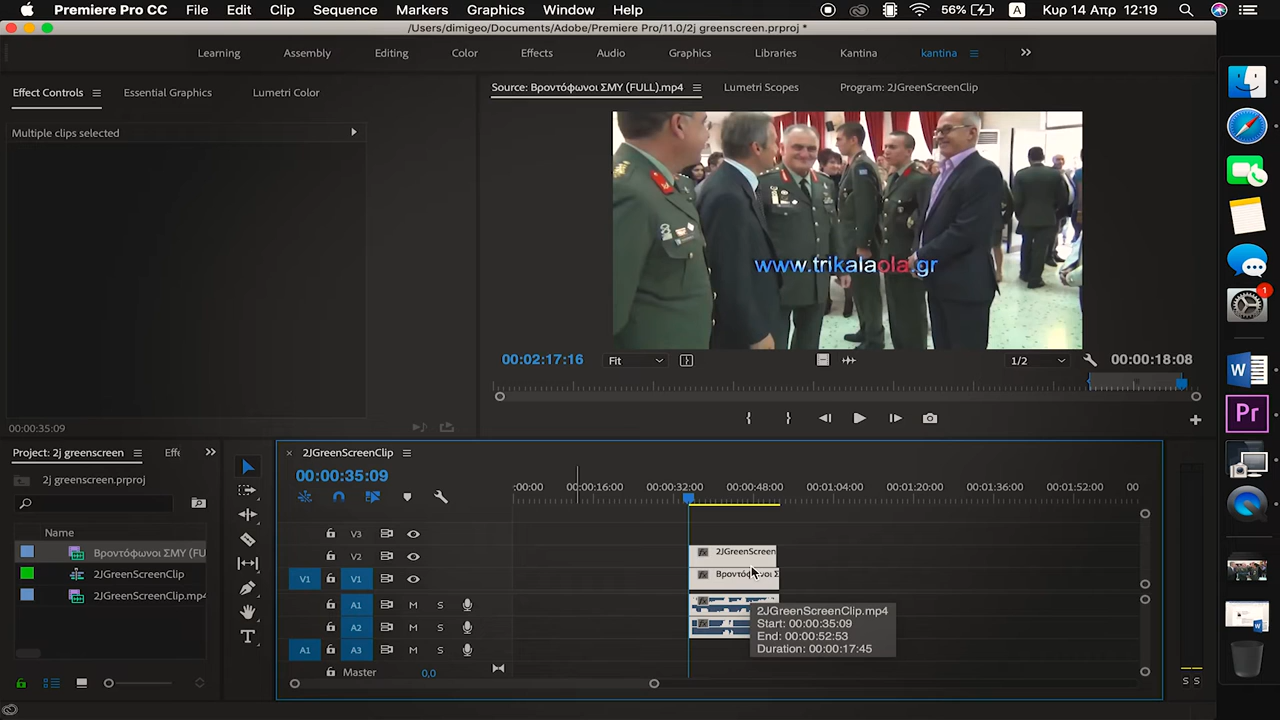 Premiere Pro CC File Edit Clip Sequence Markers Graphics Window Help 56% A Κυρ 14 Απρ 12:19
/Users/dimigeo/Documents/Adobe/Premiere Pro/11.0/2j greenscreen.prproj *
Learning Assembly Editing Color Effects Audio Graphics Libraries Kantina kantina
Effect Controls Essential Graphics Lumetri Color
Source: Βροντόφωνοι ΣΜΥ (FULL).mp4 Lumetri Scopes Program: 2JGreenScreenClip
Multiple clips selected
www.trikalaola.gr
00:02:17:16 Fit 1/2 00:00:18:08
00:00:35:09
Project: 2j greenscreen Effe
2j greenscreen.prproj
Name
Βροντόφωνοι ΣΜΥ (FU
2JGreenScreenClip
2JGreenScreenClip.mp4
2JGreenScreenClip
00:00:35:09
:00:00 00:00:16:00 00:00:32:00 00:00:48:00 00:01:04:00 00:01:20:00 00:01:36:00 00:01:52:00 00
V3
V2
V1 V1
A1 M S
A2 M S
A1 A3 M S
Master 0,0
2JGreenScreen
Βροντόφωνοι Σ
2JGreenScreenClip.mp4
Start: 00:00:35:09
End: 00:00:52:53
Duration: 00:00:17:45
S S
1
W
Pr